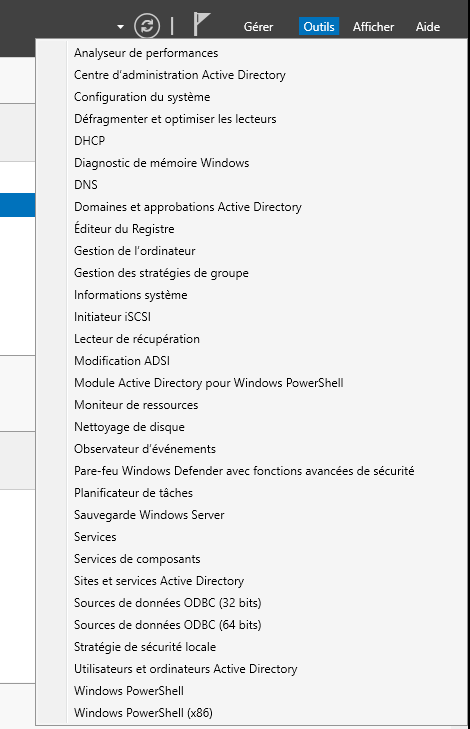 Gérer Outils Afficher Aide
Analyseur de performances
Centre d'administration Active Directory
Configuration du système
Défragmenter et optimiser les lecteurs
DHCP
Diagnostic de mémoire Windows
DNS
Domaines et approbations Active Directory
Éditeur du Registre
Gestion de l'ordinateur
Gestion des stratégies de groupe
Informations système
Initiateur iSCSI
Lecteur de récupération
Modification ADSI
Module Active Directory pour Windows PowerShell
Moniteur de ressources
Nettoyage de disque
Observateur d'événements
Pare-feu Windows Defender avec fonctions avancées de sécurité
Planificateur de tâches
Sauvegarde Windows Server
Services
Services de composants
Sites et services Active Directory
Sources de données ODBC (32 bits)
Sources de données ODBC (64 bits)
Stratégie de sécurité locale
Utilisateurs et ordinateurs Active Directory
Windows PowerShell
Windows PowerShell (x86)